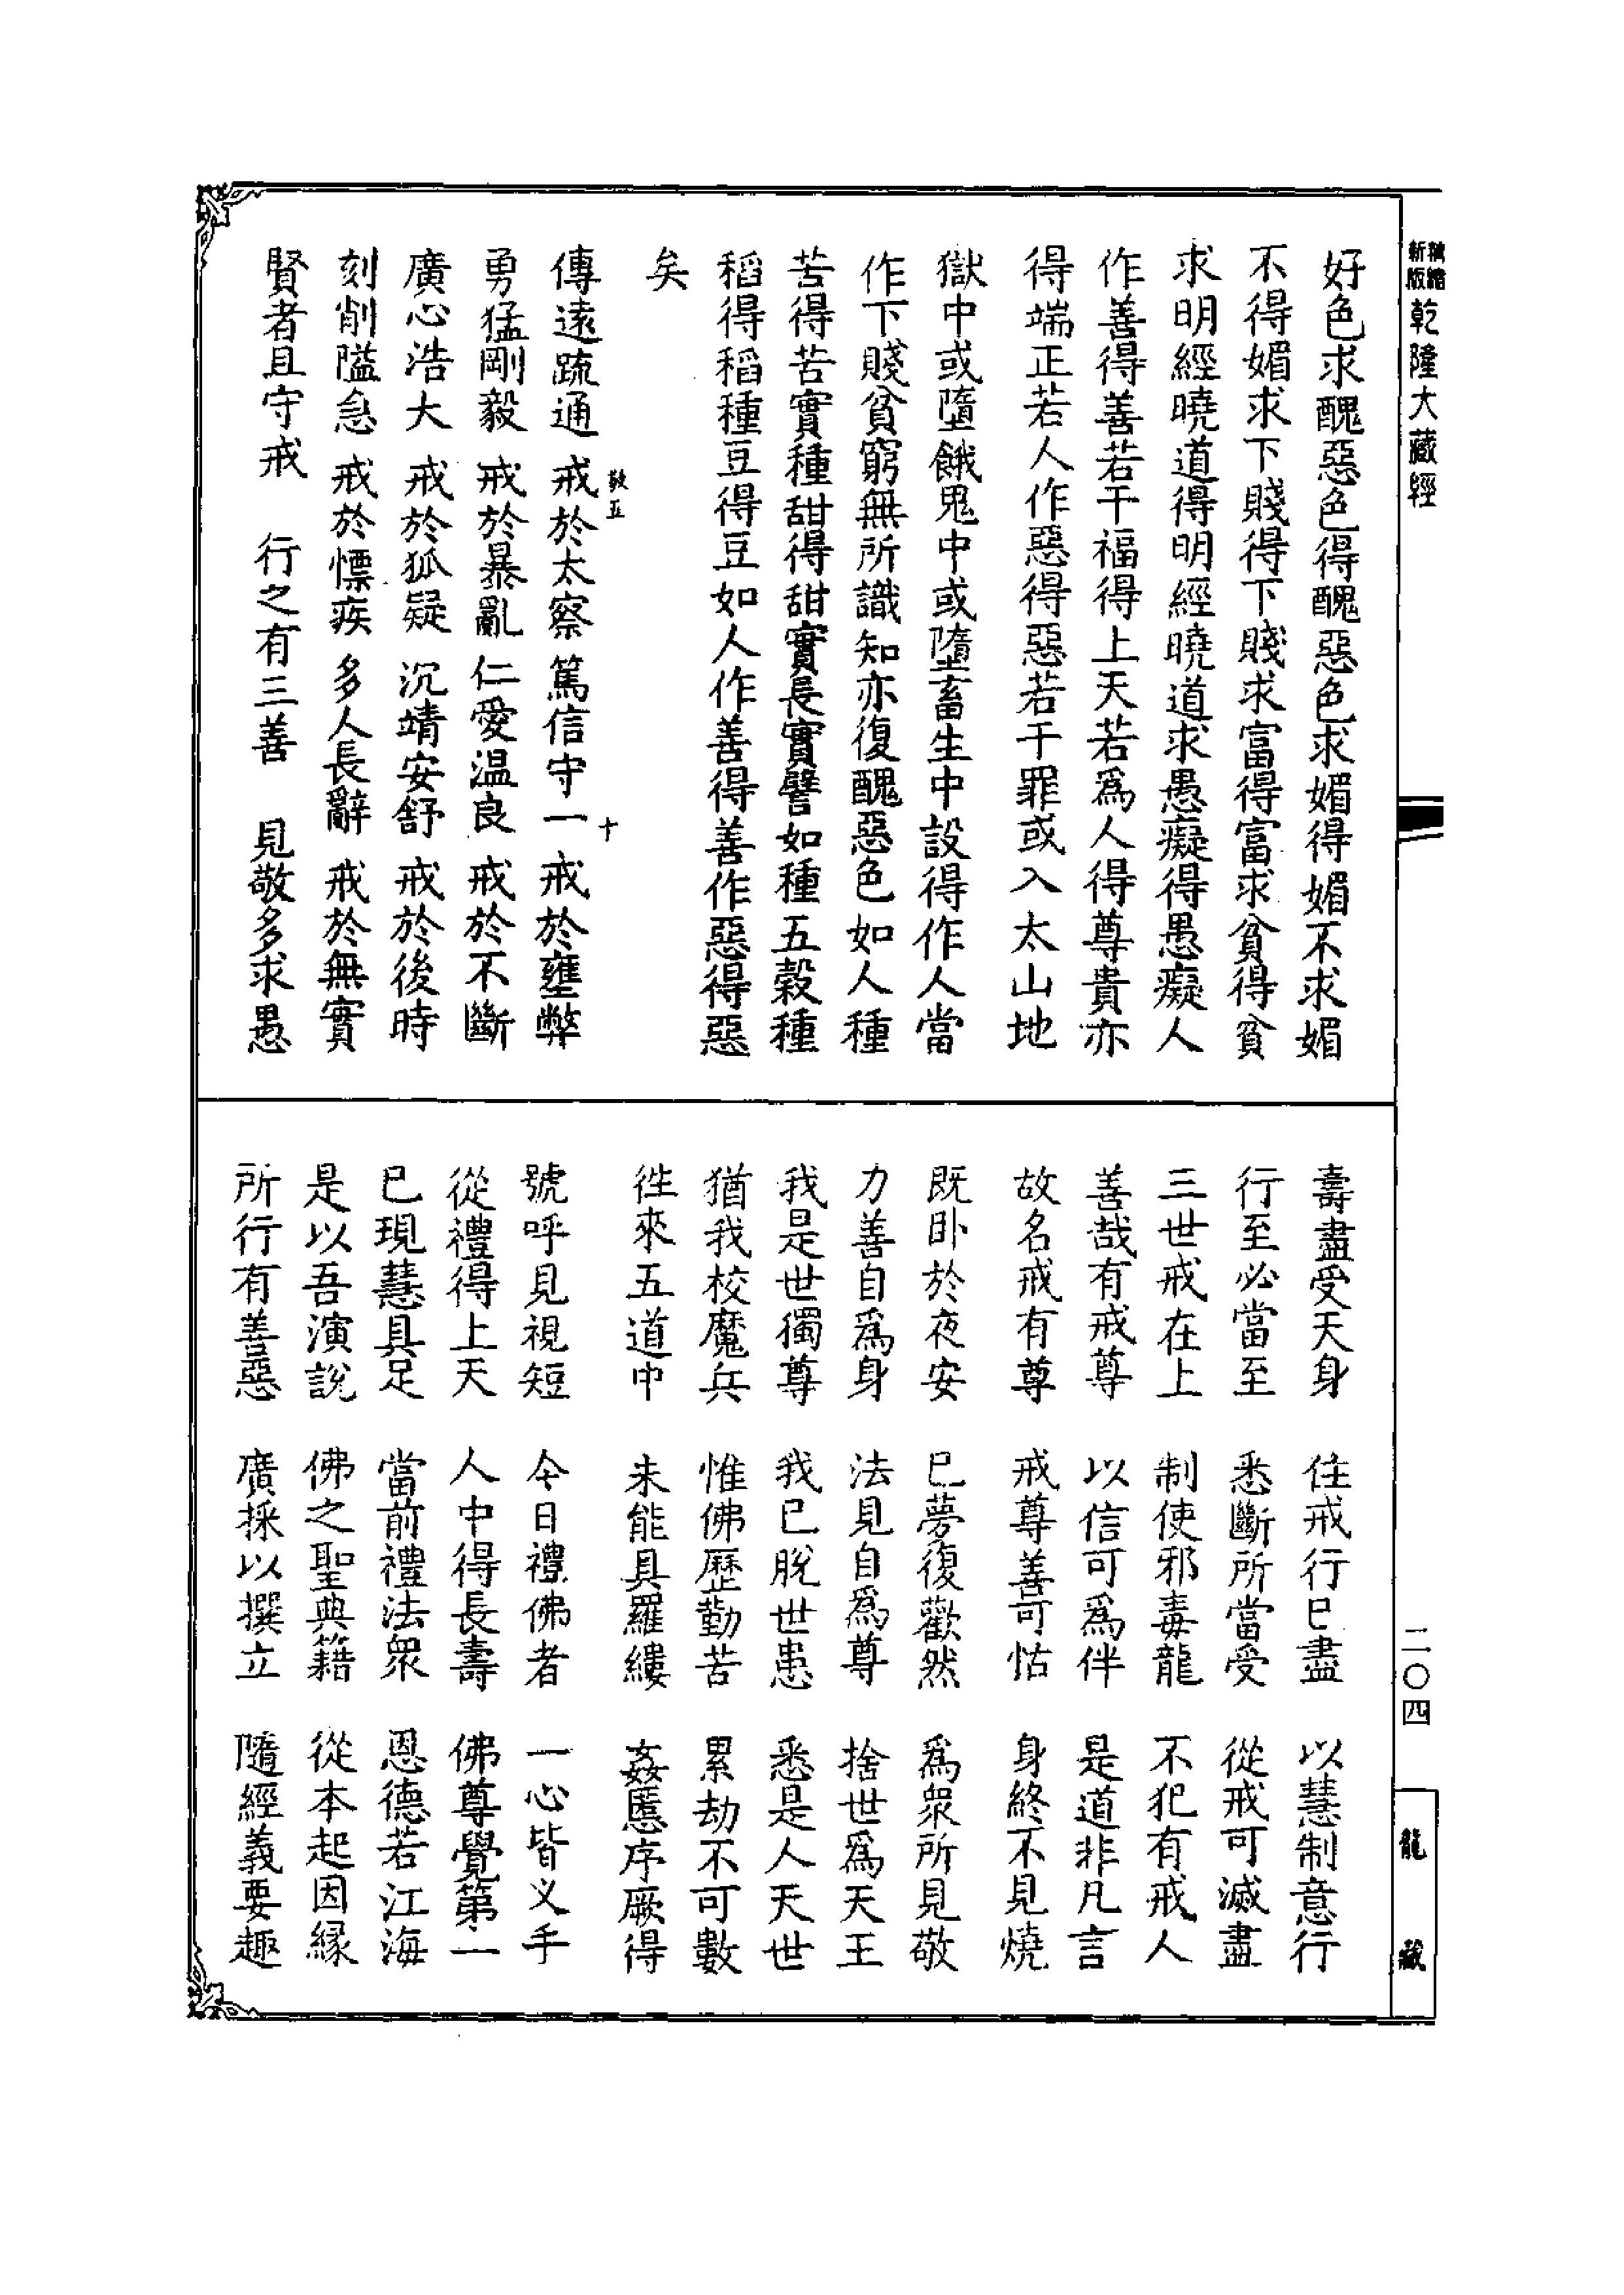 新版精繕乾隆大藏經
好色求醜惡色得醜惡色求媚得媚不求媚
不得媚求下賤得下賤求富得富求貧得貧
求明經曉道得明經曉道求愚癡得愚癡人
作善得善若干福得上天若爲人得尊貴亦
得端正若人作惡得惡若干罪或入太山地
獄中或墮餓鬼中或墮畜生中設得作人當
作下賤貧窮無所識知亦復醜惡色如人種
苦得苦實種甜得甜實長實譬如種五穀種
稻得稻種豆得豆如人作善得善作惡得惡
矣
傳遠疏通 戒於太察 篤信守一 戒於壅弊
勇猛剛毅 戒於暴亂 仁愛溫良 戒於不斷
廣心浩大 戒於狐疑 沉靖安舒 戒於後時
刻削隘急 戒於慓疾 多人長辭 戒於無實
賢者且守戒 行之有三善 見敬多求愚
壽盡受天身 住戒行已盡 以慧制意行
行至必當至 悉斷所當受 從戒可滅盡
三世戒在上 制使邪毒龍 不犯有戒人
善哉有戒尊 以信可爲伴 是道非凡言
故名戒有尊 戒尊善可怙 身終不見燒
既卧於夜安 已夢復歡然 爲衆所見敬
力善自爲身 法見自爲尊 捨世爲天王
我是世獨尊 我已脫世患 悉是人天世
猶我校魔兵 惟佛歷勤苦 累劫不可數
徃來五道中 未能具羅縷 姦慝序厥得
號呼見視短 今日禮佛者 一心皆义手
從禮得上天 人中得長壽 佛尊覺第一
已現慧具足 當前禮法衆 恩德若江海
是以吾演説 佛之聖典籍 從本起因緣
所行有善惡 廣採以撰立 隨經義要趣
二〇四
龍藏